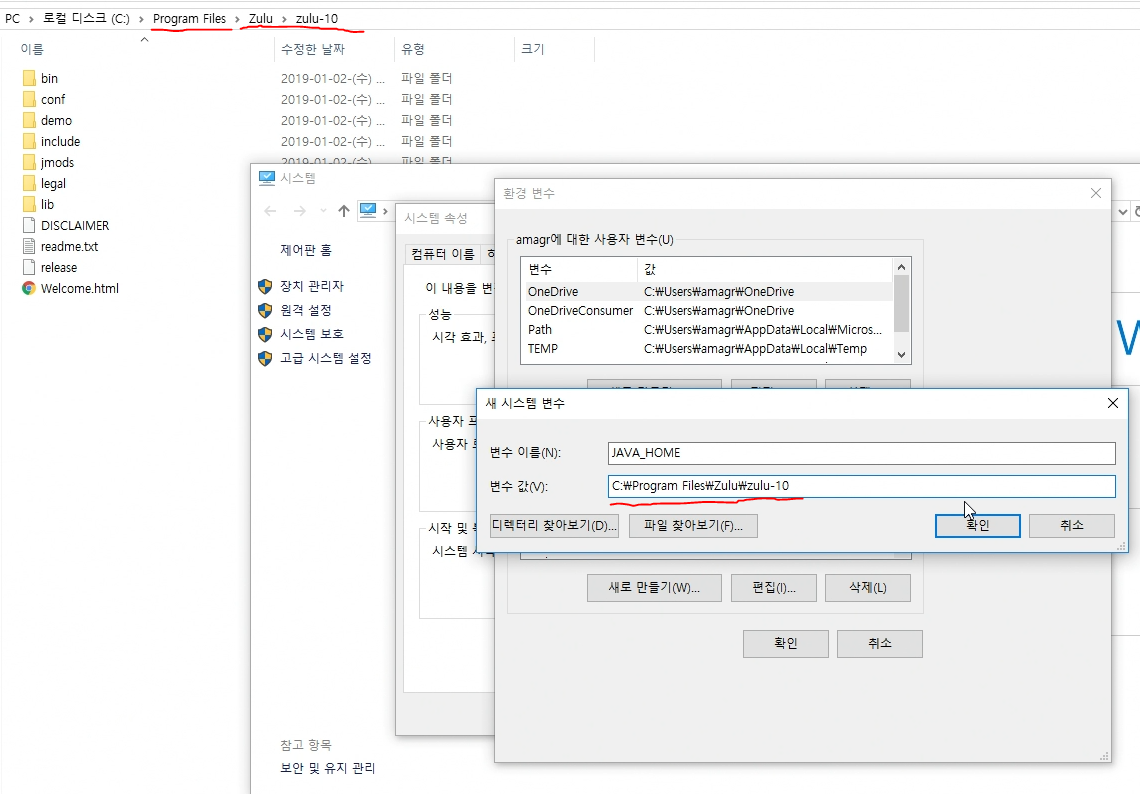 PC > 로컬 디스크 (C:) > Program Files > Zulu > zulu-10
이름 수정한 날짜 유형 크기
bin 2019-01-02-(수) ... 파일 폴더
conf 2019-01-02-(수) ... 파일 폴더
demo 2019-01-02-(수) ... 파일 폴더
include 2019-01-02-(수) ... 파일 폴더
jmods 2019-01-02-(수) ... 파일 폴더
legal
lib
DISCLAIMER
readme.txt
release
Welcome.html
시스템
제어판 홈
장치 관리자
원격 설정
시스템 보호
고급 시스템 설정
참고 항목
보안 및 유지 관리
시스템 속성
컴퓨터 이름
이 내용을 변
성능
시각 효과,
사용자
사용자
시작 및
시스템
환경 변수
amagr에 대한 사용자 변수(U)
변수 값
OneDrive C:₩Users₩amagr₩OneDrive
OneDriveConsumer C:₩Users₩amagr₩OneDrive
Path C:₩Users₩amagr₩AppData₩Local₩Micros...
TEMP C:₩Users₩amagr₩AppData₩Local₩Temp
새 시스템 변수
변수 이름(N): JAVA_HOME
변수 값(V): C:₩Program Files₩Zulu₩zulu-10
디렉터리 찾아보기(D)... 파일 찾아보기(F)... 확인 취소
새로 만들기(W)... 편집(I)... 삭제(L)
확인 취소